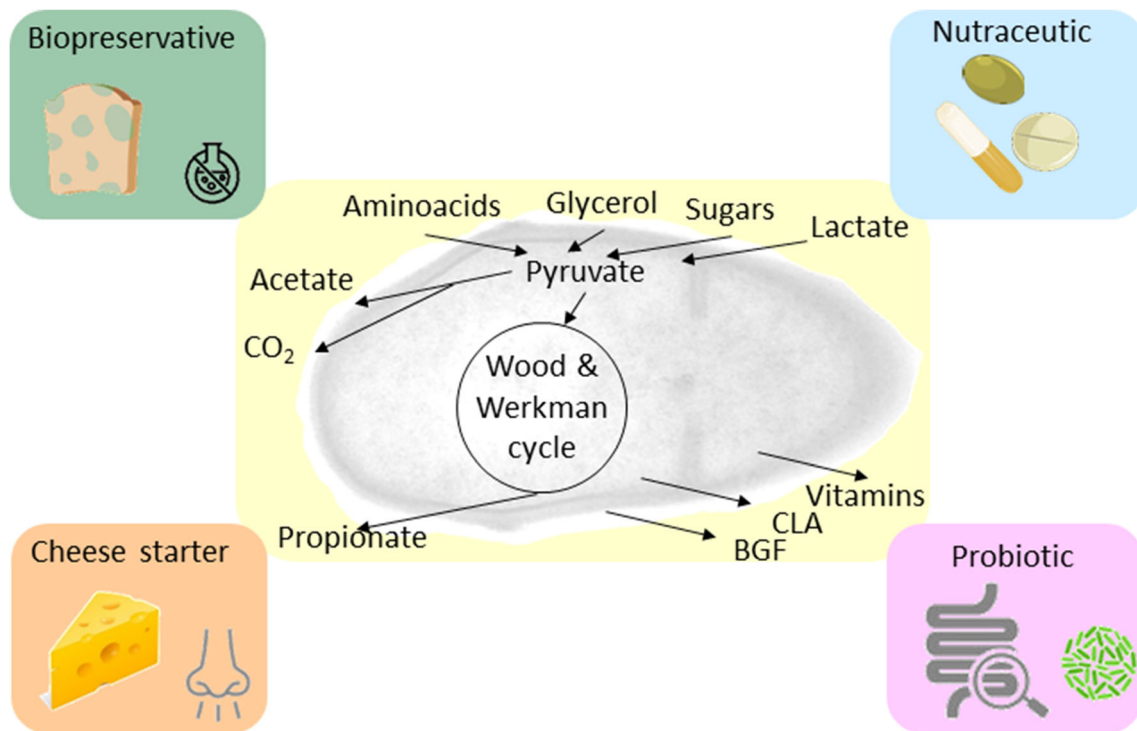 Biopreservative
Nutraceutic
Aminoacids
Glycerol
Sugars
Lactate
Pyruvate
Acetate
CO₂
Wood &
Werkman
cycle
Vitamins
CLA
BGF
Propionate
Cheese starter
Probiotic